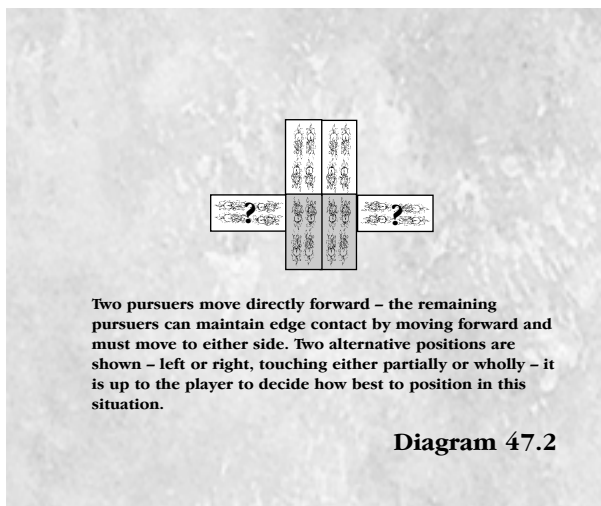 ? ?
Two pursuers move directly forward – the remaining
pursuers can maintain edge contact by moving forward and
must move to either side. Two alternative positions are
shown – left or right, touching either partially or wholly – it
is up to the player to decide how best to position in this
situation.
Diagram 47.2